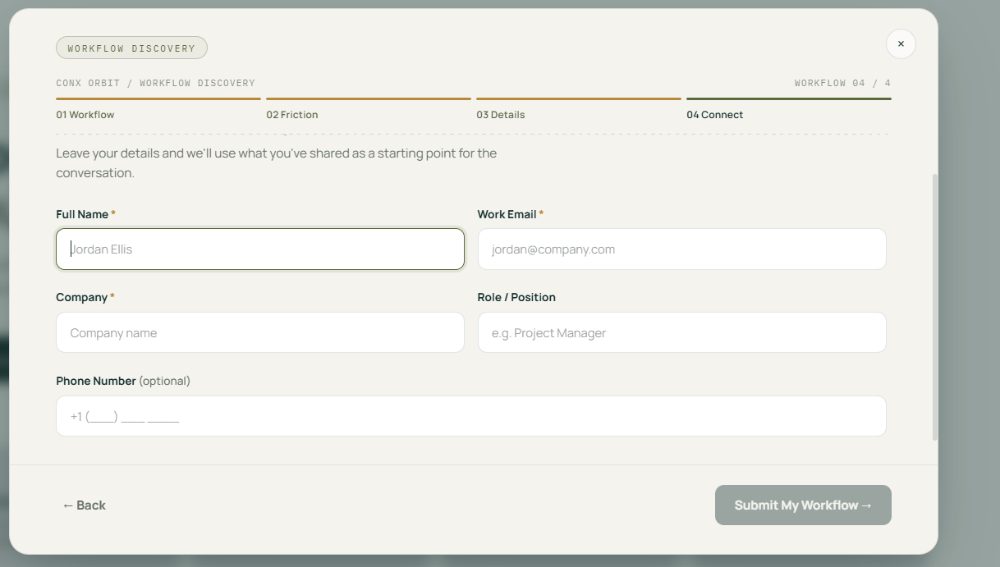 WORKFLOW DISCOVERY
×
CONX ORBIT / WORKFLOW DISCOVERY
WORKFLOW 04 / 4
01 Workflow
02 Friction
03 Details
04 Connect
Leave your details and we'll use what you've shared as a starting point for the
conversation.
Full Name *
Work Email *
Jordan Ellis
jordan@company.com
Company *
Role / Position
Company name
e.g. Project Manager
Phone Number (optional)
+1 (___) ___ ____
← Back
Submit My Workflow →